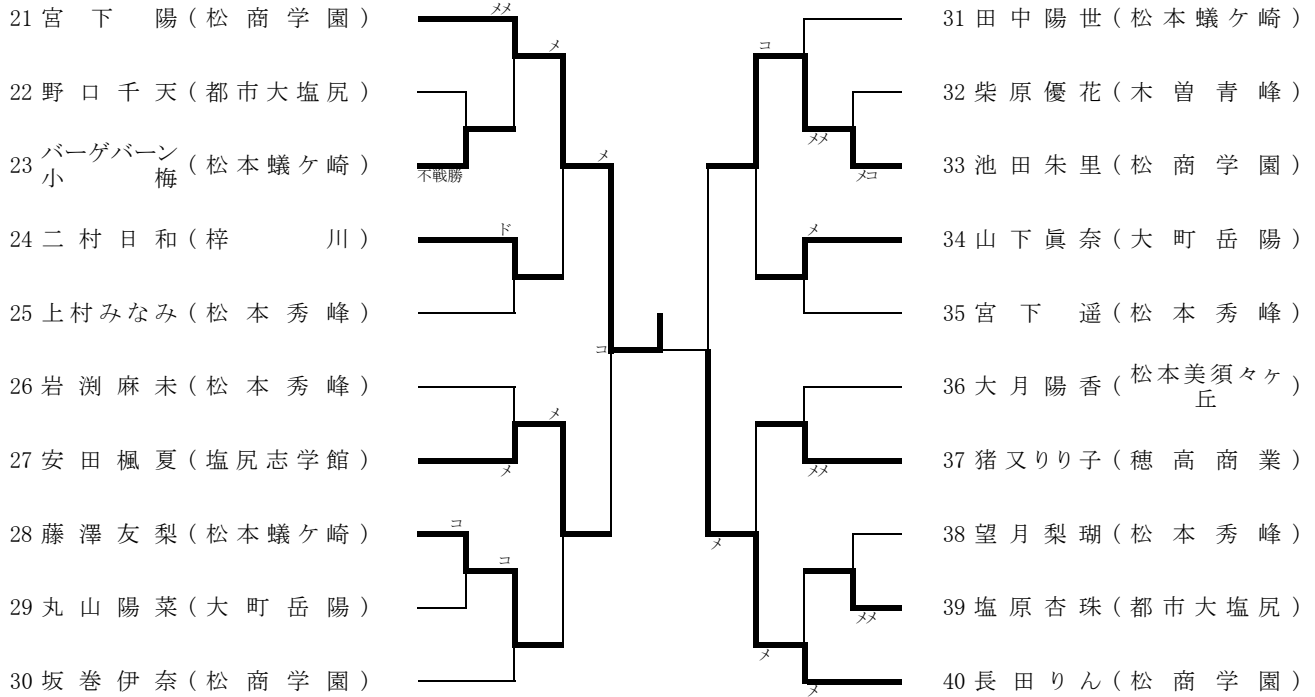 21 宮下 陽 (松商学園)
メメ
メ
22 野口千天 (都市大塩尻)
23 バーゲバーン
小梅 (松本蟻ケ崎)
不戦勝
メ
24 二村日和 (梓川)
ド
25 上村みなみ (松本秀峰)
コ
26 岩渕麻未 (松本秀峰)
メ
27 安田楓夏 (塩尻志学館)
メ
28 藤澤友梨 (松本蟻ケ崎)
コ
コ
29 丸山陽菜 (大町岳陽)
30 坂巻伊奈 (松商学園)
31 田中陽世 (松本蟻ケ崎)
コ
32 柴原優花 (木曽青峰)
メメ
33 池田朱里 (松商学園)
メコ
34 山下眞奈 (大町岳陽)
メ
35 宮下 遥 (松本秀峰)
36 大月陽香 (松本美須々ヶ
丘)
37 猪又りり子 (穂高商業)
メメ
38 望月梨瑚 (松本秀峰)
メ
39 塩原杏珠 (都市大塩尻)
メメ
メ
40 長田りん (松商学園)
メ